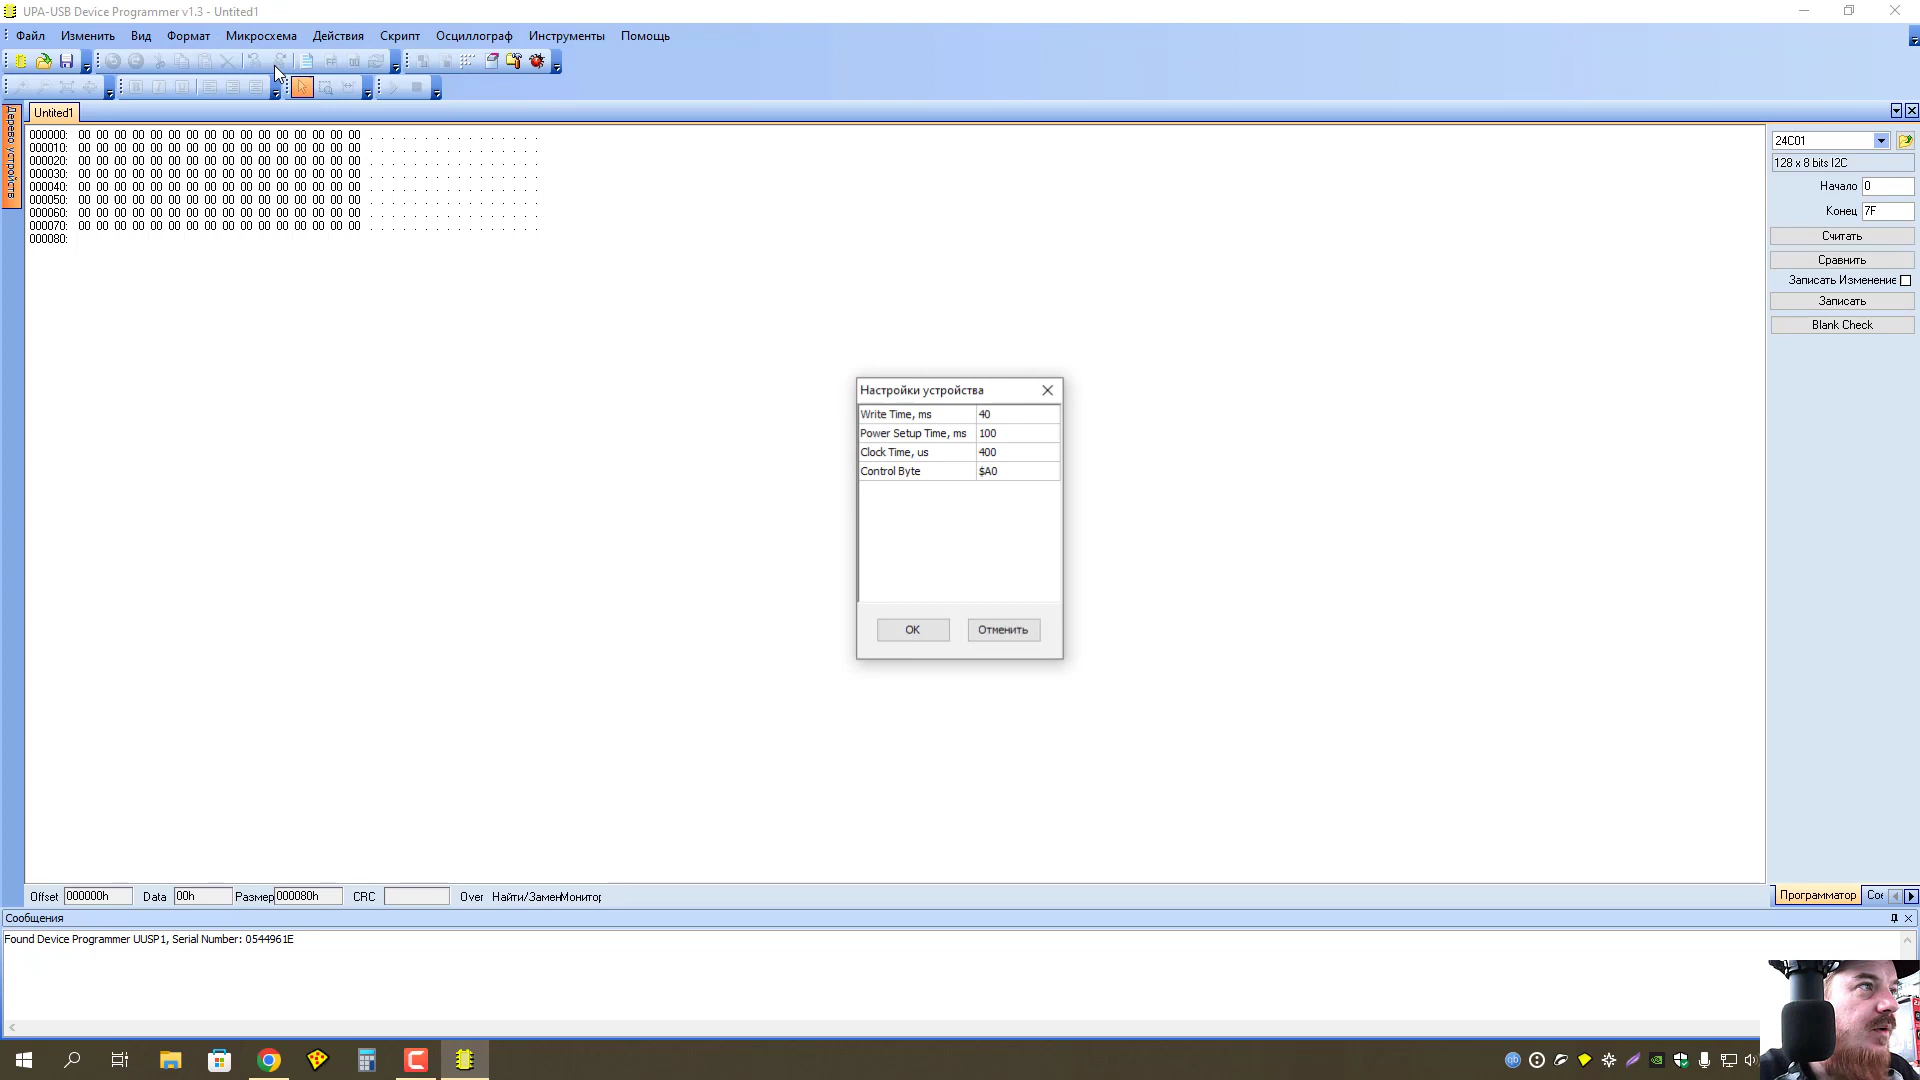 UPA-USB Device Programmer v1.3 - Untited1
Файл Изменить Вид Формат Микросхема Действия Скрипт Осциллограф Инструменты Помощь
Дерево устройств
Untited1
000000: 00 00 00 00 00 00 00 00 00 00 00 00 00 00 00 00 . . . . . . . . . . . . . . . .
000010: 00 00 00 00 00 00 00 00 00 00 00 00 00 00 00 00 . . . . . . . . . . . . . . . .
000020: 00 00 00 00 00 00 00 00 00 00 00 00 00 00 00 00 . . . . . . . . . . . . . . . .
000030: 00 00 00 00 00 00 00 00 00 00 00 00 00 00 00 00 . . . . . . . . . . . . . . . .
000040: 00 00 00 00 00 00 00 00 00 00 00 00 00 00 00 00 . . . . . . . . . . . . . . . .
000050: 00 00 00 00 00 00 00 00 00 00 00 00 00 00 00 00 . . . . . . . . . . . . . . . .
000060: 00 00 00 00 00 00 00 00 00 00 00 00 00 00 00 00 . . . . . . . . . . . . . . . .
000070: 00 00 00 00 00 00 00 00 00 00 00 00 00 00 00 00 . . . . . . . . . . . . . . . .
000080:
24C01
128 x 8 bits I2C
Начало 0
Конец 7F
Считать
Сравнить
Записать Изменение
Записать
Blank Check
Настройки устройства
Write Time, ms 40
Power Setup Time, ms 100
Clock Time, us 400
Control Byte $A0
OK Отменить
Offset 000000h Data 00h Размер 000080h CRC Over Найти/Замен Монитор
Программатор Сос
Сообщения
Found Device Programmer UUSP1, Serial Number: 0544961E